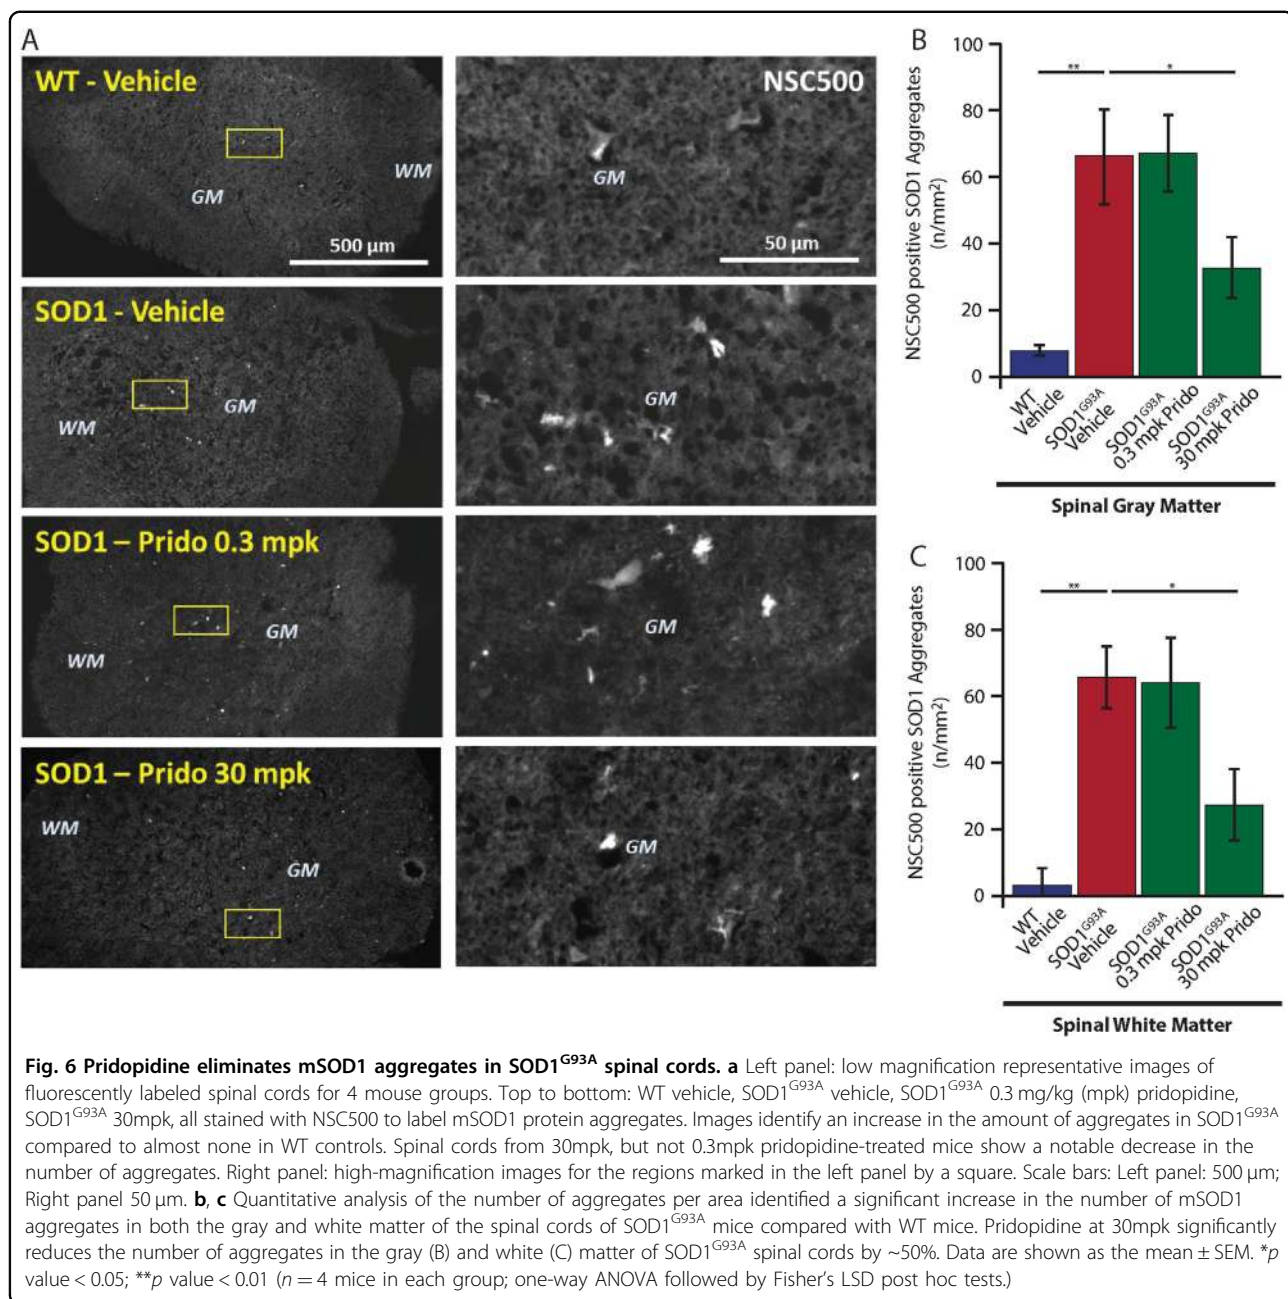 A
WT - Vehicle
GM
WM
500 µm
NSC500
GM
50 µm
SOD1 - Vehicle
WM
GM
GM
SOD1 – Prido 0.3 mpk
WM
GM
GM
SOD1 – Prido 30 mpk
WM
GM
GM
B
NSC500 positive SOD1 Aggregates
(n/mm²)
100
80
60
40
20
0
**
*
WT
Vehicle
SOD1ᴳ⁹³ᴬ
Vehicle
SOD1ᴳ⁹³ᴬ
0.3 mpk Prido
SOD1ᴳ⁹³ᴬ
30 mpk Prido
Spinal Gray Matter
C
NSC500 positive SOD1 Aggregates
(n/mm²)
100
80
60
40
20
0
**
*
WT
Vehicle
SOD1ᴳ⁹³ᴬ
Vehicle
SOD1ᴳ⁹³ᴬ
0.3 mpk Prido
SOD1ᴳ⁹³ᴬ
30 mpk Prido
Spinal White Matter
Fig. 6 Pridopidine eliminates mSOD1 aggregates in SOD1ᴳ⁹³ᴬ spinal cords. a Left panel: low magnification representative images of
fluorescently labeled spinal cords for 4 mouse groups. Top to bottom: WT vehicle, SOD1ᴳ⁹³ᴬ vehicle, SOD1ᴳ⁹³ᴬ 0.3 mg/kg (mpk) pridopidine,
SOD1ᴳ⁹³ᴬ 30mpk, all stained with NSC500 to label mSOD1 protein aggregates. Images identify an increase in the amount of aggregates in SOD1ᴳ⁹³ᴬ
compared to almost none in WT controls. Spinal cords from 30mpk, but not 0.3mpk pridopidine-treated mice show a notable decrease in the
number of aggregates. Right panel: high-magnification images for the regions marked in the left panel by a square. Scale bars: Left panel: 500 µm;
Right panel 50 µm. b, c Quantitative analysis of the number of aggregates per area identified a significant increase in the number of mSOD1
aggregates in both the gray and white matter of the spinal cords of SOD1ᴳ⁹³ᴬ mice compared with WT mice. Pridopidine at 30mpk significantly
reduces the number of aggregates in the gray (B) and white (C) matter of SOD1ᴳ⁹³ᴬ spinal cords by ~50%. Data are shown as the mean ± SEM. *p
value < 0.05; **p value < 0.01 (n = 4 mice in each group; one-way ANOVA followed by Fisher's LSD post hoc tests.)